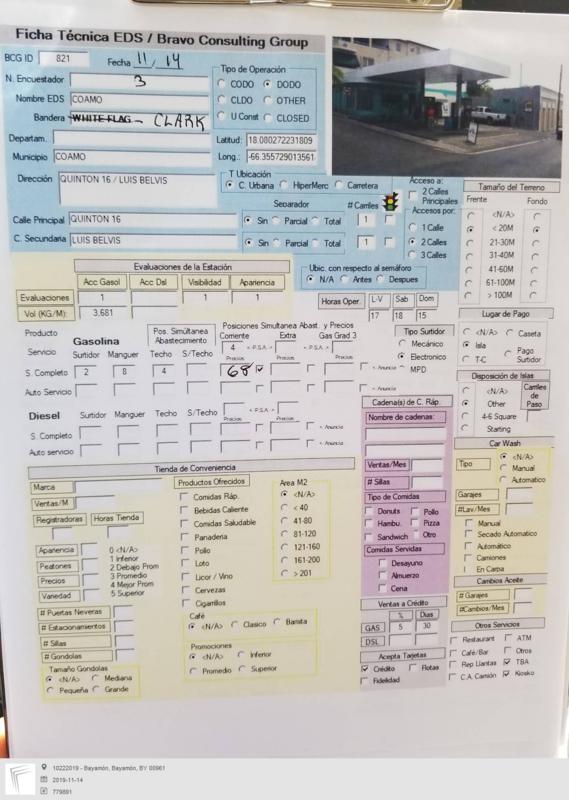 Ficha Técnica EDS / Bravo Consulting Group
BCG ID 821 Fecha 11/14
N. Encuestador 3
Nombre EDS COAMO
Bandera WHITE FLAG - CLARK
Departam.
Municipio COAMO
Dirección QUINTON 16 / LUIS BELVIS
Calle Principal QUINTON 16
C. Secundaria LUIS BELVIS
Tipo de Operación
CODO DODO
CLDO OTHER
U Const CLOSED
Latitud: 18.080272231809
Long.: -66.355729013561
T Ubicación
C. Urbana HiperMerc Carretera
Separador # Carriles
Sin Parcial Total 1
Sin Parcial Total 1
Acceso a:
2 Calles Principales
Accesos por:
1 Calle
2 Calles
3 Calles
Tamaño del Terreno
Frente Fondo
<N/A>
< 20M
21-30M
31-40M
41-60M
61-100M
> 100M
Evaluaciones de la Estación
Acc Gasol Acc Dsl Visibilidad Apariencia
Evaluaciones 1 1 1
Vol (KG/M): 3,681
Ubic. con respecto al semáforo
N/A Antes Despues
Horas Oper. L-V Sab Dom
17 18 15
Lugar de Pago
<N/A> Caseta
Isla Pago Surtidor
T-C
Producto
Servicio
Gasolina
Surtidor Manguer
Pos. Simúltanea Abastecimiento
Techo S/Techo
Posiciones Simultanea Abast. y Precios
Corriente Extra Gas Grad 3
4 < P.S.A. > < P.S.A. >
Precios Precios Precios
S. Completo 2 8 4 68 < Anuncia
Auto Servicio < Anuncia
Tipo Surtidor
Mecánico
Electronico
MPD
Disposición de Islas
<N/A>
Other
4-6 Square
Starting
Carriles de Paso
Diesel Surtidor Manguer Techo S/Techo < P.S.A. >
Precios Precios
S. Completo < Anuncia
Auto servicio < Anuncia
Cadena(s) de C. Ráp.
Nombre de cadenas:
Ventas/Mes
# Sillas
Tipo de Comidas
Donuts Pollo
Hambu. Pizza
Sandwich Otro
Comidas Servidas
Desayuno
Almuerzo
Cena
Car Wash
Tipo <N/A>
Manual
Automático
Garajes
#Lav/Mes
Manual
Secado Automatico
Automático
Camiones
En Carpa
Cambios Aceite
# Garajes
#Cambios/Mes
Tienda de Conveniencia
Marca
Ventas/M
Registradoras Horas Tienda
Apariencia
Peatones
Precios
Variedad
0 <N/A>
1 Inferior
2 Debajo Prom
3 Promedio
4 Mejor Prom
5 Superior
# Puertas Neveras
# Estacionamientos
# Sillas
# Gondolas
Tamaño Gondolas
<N/A> Mediana
Pequeña Grande
Productos Ofrecidos
Comidas Ráp.
Bebidas Caliente
Comidas Saludable
Panaderia
Pollo
Loto
Licor / Vino
Cervezas
Cigarrillos
Area M2
<N/A>
< 40
41-80
81-120
121-160
161-200
> 201
Café
<N/A> Clasico Barista
Promociones
<N/A> Inferior
Promedio Superior
Ventas a Crédito
% Dias
GAS 5 30
DSL
Acepta Tarjetas
Crédito Flotas
Fidelidad
Otros Servicios
Restaurant ATM
Café/Bar Otros
Rep Llantas TBA
C.A. Camión Kiosko
10222019 - Bayamón, Bayamón, BY 00961
2019-11-14
779891